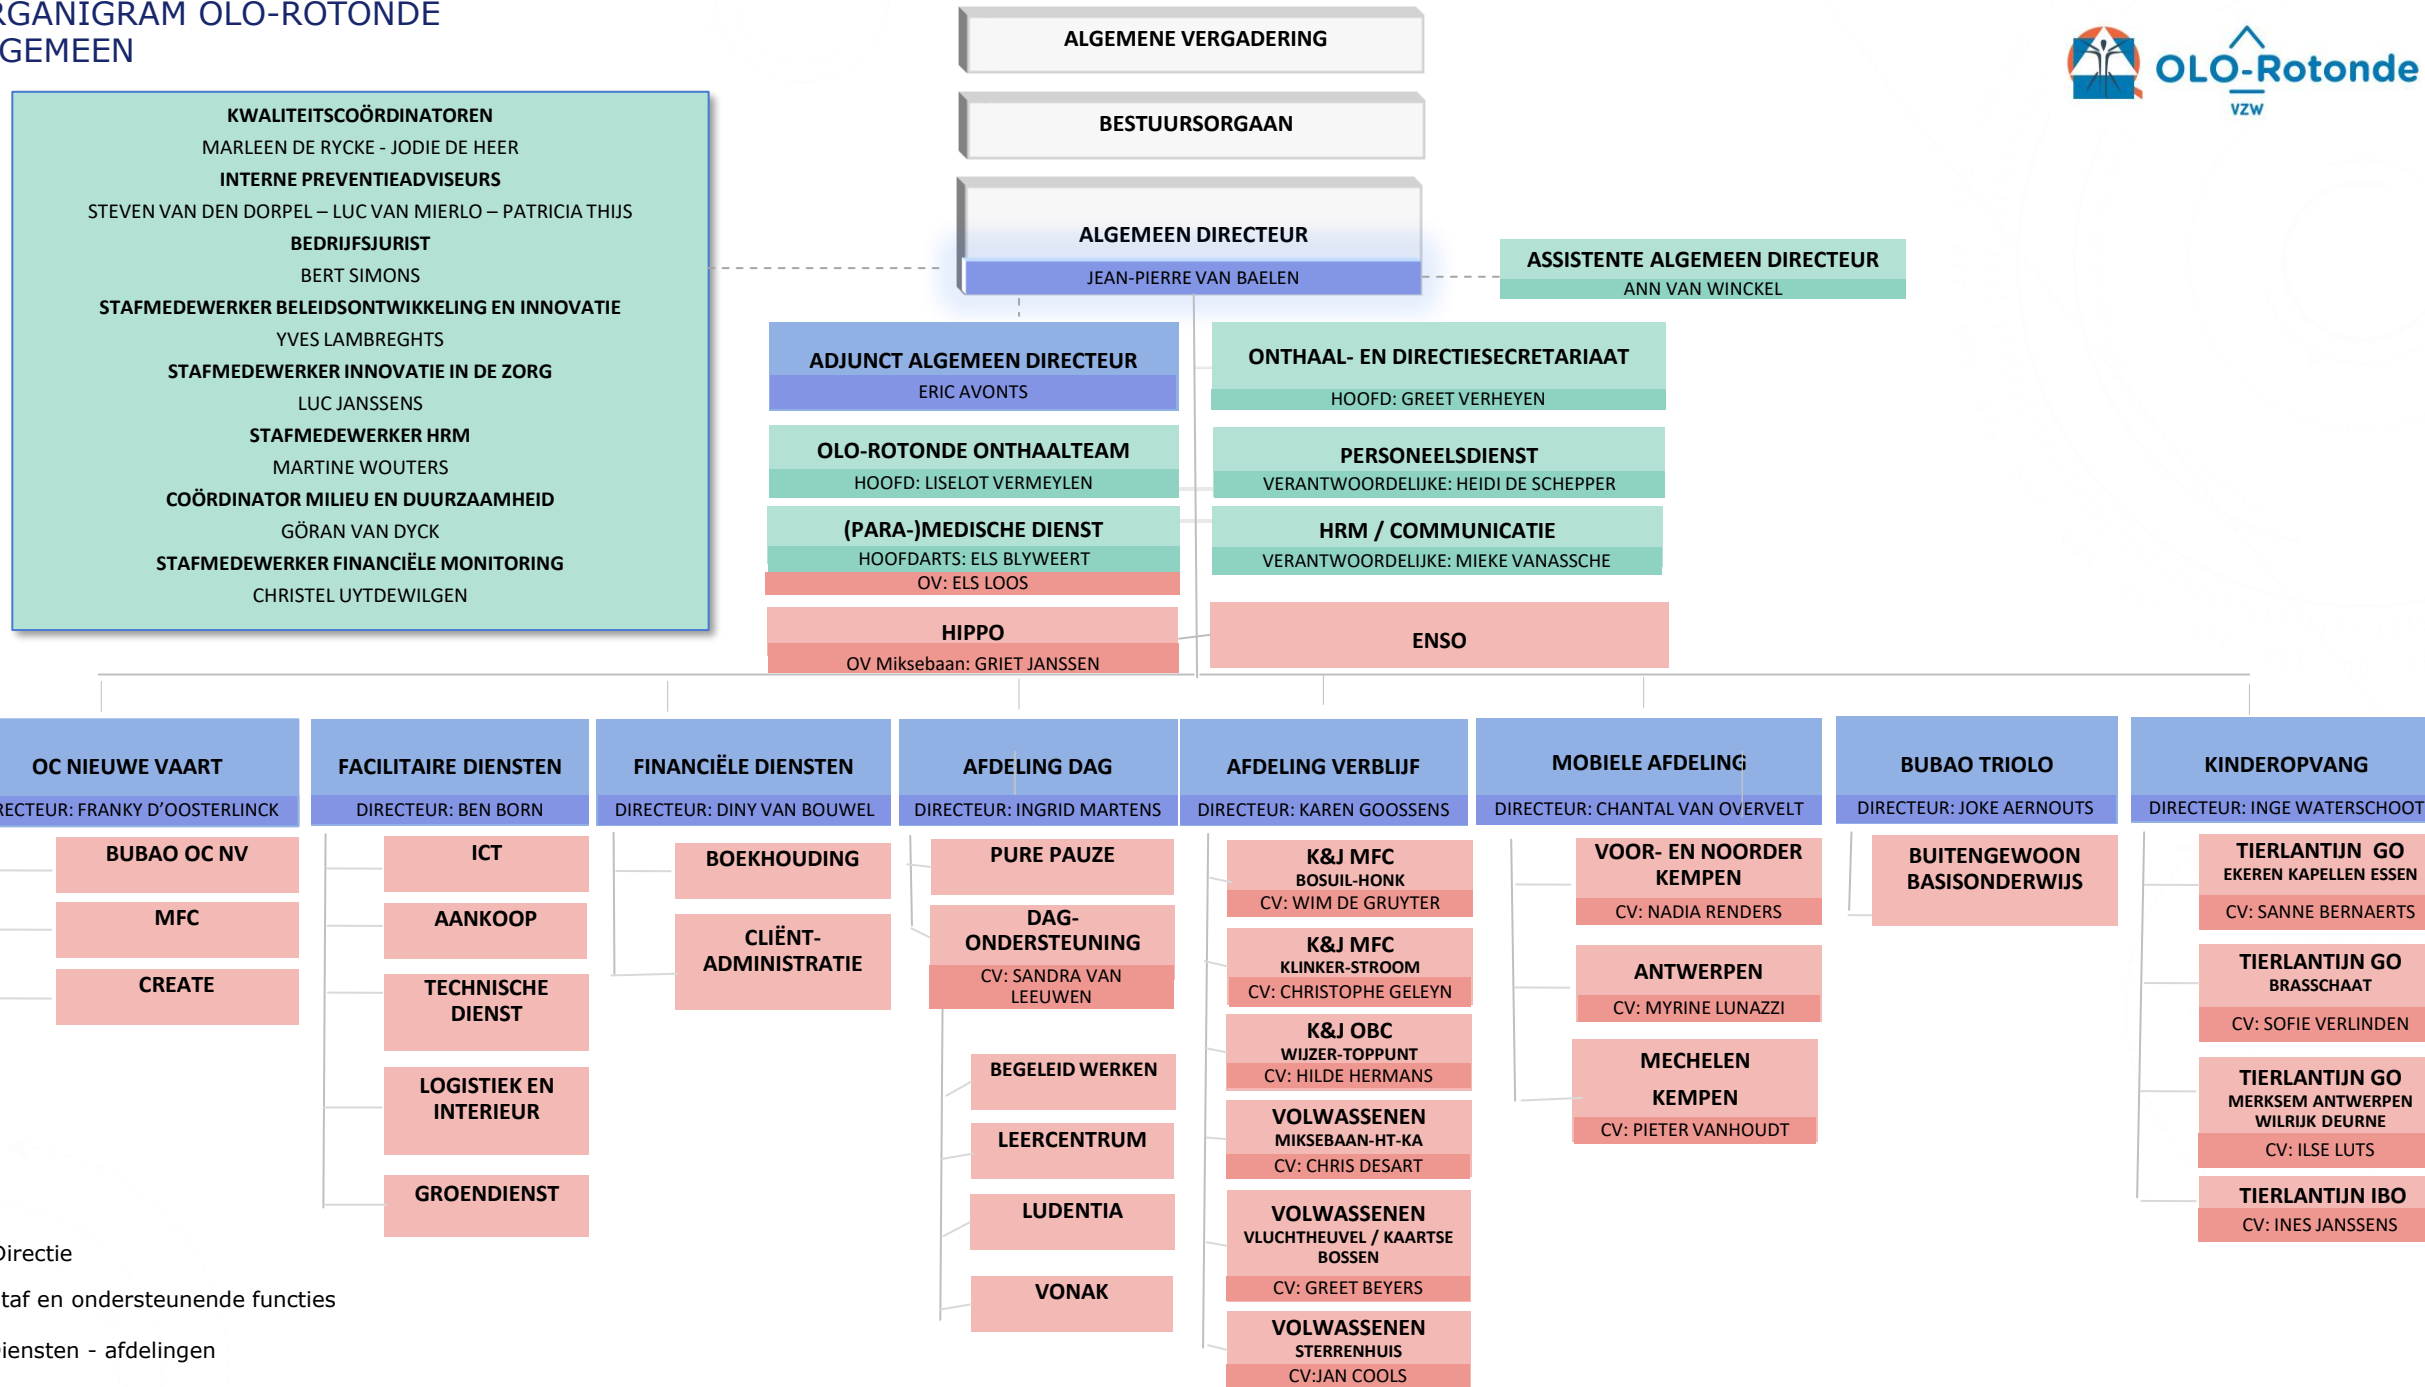 RGANIGRAM OLO-ROTONDE
GEMEEN
OLO-Rotonde
VZW
ALGEMENE VERGADERING
BESTUURSORGAAN
ALGEMEEN DIRECTEUR
JEAN-PIERRE VAN BAELEN
ASSISTENTE ALGEMEEN DIRECTEUR
ANN VAN WINCKEL
KWALITEITSCOÖRDINATOREN
MARLEEN DE RYCKE - JODIE DE HEER
INTERNE PREVENTIEADVISEURS
STEVEN VAN DEN DORPEL – LUC VAN MIERLO – PATRICIA THIJS
BEDRIJFSJURIST
BERT SIMONS
STAFMEDEWERKER BELEIDSONTWIKKELING EN INNOVATIE
YVES LAMBREGHTS
STAFMEDEWERKER INNOVATIE IN DE ZORG
LUC JANSSENS
STAFMEDEWERKER HRM
MARTINE WOUTERS
COÖRDINATOR MILIEU EN DUURZAAMHEID
GÖRAN VAN DYCK
STAFMEDEWERKER FINANCIËLE MONITORING
CHRISTEL UYTDEWILGEN
ADJUNCT ALGEMEEN DIRECTEUR
ERIC AVONTS
ONTHAAL- EN DIRECTIESECRETARIAAT
HOOFD: GREET VERHEYEN
OLO-ROTONDE ONTHAALTEAM
HOOFD: LISELOT VERMEYLEN
PERSONEELSDIENST
VERANTWOORDELIJKE: HEIDI DE SCHEPPER
(PARA-)MEDISCHE DIENST
HOOFDARTS: ELS BLYWEERT
OV: ELS LOOS
HRM / COMMUNICATIE
VERANTWOORDELIJKE: MIEKE VANASSCHE
HIPPO
OV Miksebaan: GRIET JANSSEN
ENSO
OC NIEUWE VAART
RECTEUR: FRANKY D'OOSTERLINCK
BUBAO OC NV
MFC
CREATE
FACILITAIRE DIENSTEN
DIRECTEUR: BEN BORN
ICT
AANKOOP
TECHNISCHE
DIENST
LOGISTIEK EN
INTERIEUR
GROENDIENST
FINANCIËLE DIENSTEN
DIRECTEUR: DINY VAN BOUWEL
BOEKHOUDING
CLIËNT-
ADMINISTRATIE
AFDELING DAG
DIRECTEUR: INGRID MARTENS
PURE PAUZE
DAG-
ONDERSTEUNING
CV: SANDRA VAN
LEEUWEN
BEGELEID WERKEN
LEERCENTRUM
LUDENTIA
VONAK
AFDELING VERBLIJF
DIRECTEUR: KAREN GOOSSENS
K&J MFC
BOSUIL-HONK
CV: WIM DE GRUYTER
K&J MFC
KLINKER-STROOM
CV: CHRISTOPHE GELEYN
K&J OBC
WIJZER-TOPPUNT
CV: HILDE HERMANS
VOLWASSENEN
MIKSEBAAN-HT-KA
CV: CHRIS DESART
VOLWASSENEN
VLUCHTHEUVEL / KAARTSE
BOSSEN
CV: GREET BEYERS
VOLWASSENEN
STERRENHUIS
CV:JAN COOLS
MOBIELE AFDELING
DIRECTEUR: CHANTAL VAN OVERVELT
VOOR- EN NOORDER
KEMPEN
CV: NADIA RENDERS
ANTWERPEN
CV: MYRINE LUNAZZI
MECHELEN
KEMPEN
CV: PIETER VANHOUDT
BUBAO TRIOLO
DIRECTEUR: JOKE AERNOUTS
BUITENGEWOON
BASISONDERWIJS
KINDEROPVANG
DIRECTEUR: INGE WATERSCHOOT
TIERLANTIJN GO
EKEREN KAPELLEN ESSEN
CV: SANNE BERNAERTS
TIERLANTIJN GO
BRASSCHAAT
CV: SOFIE VERLINDEN
TIERLANTIJN GO
MERKSEM ANTWERPEN
WILRIJK DEURNE
CV: ILSE LUTS
TIERLANTIJN IBO
CV: INES JANSSENS
Directie
taf en ondersteunende functies
iensten - afdelingen